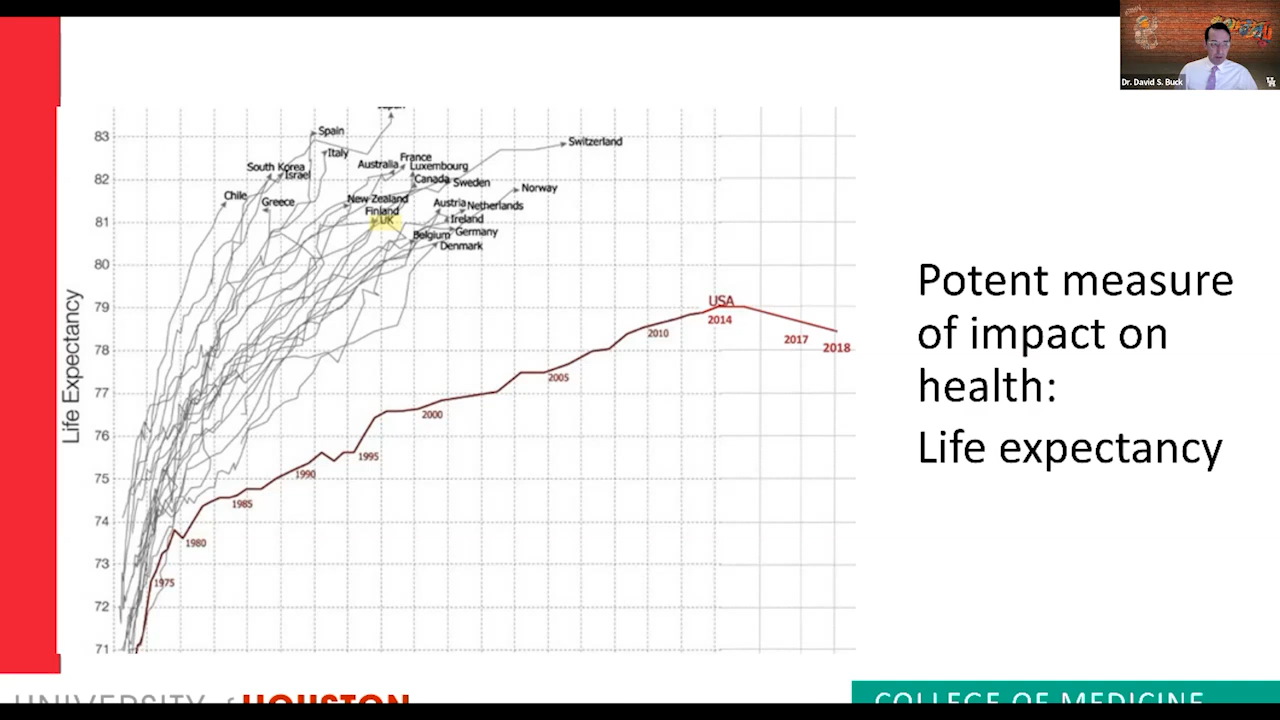 Dr. David S. Buck
Japan
83
Spain
Switzerland
Italy
France
Australia
Luxembourg
South Korea
Israel
82
Canada
Sweden
Norway
Chile
Greece
New Zealand
Austria
Netherlands
Finland
81
UK
Ireland
Belgium
Germany
Denmark
80
79
USA
2014
2010
2017
2018
78
2005
77
2000
76
1995
75
1990
1985
74
1980
73
1975
72
71
Life Expectancy
Potent measure
of impact on
health:
Life expectancy
UNIVERSITY of HOUSTON
COLLEGE OF MEDICINE